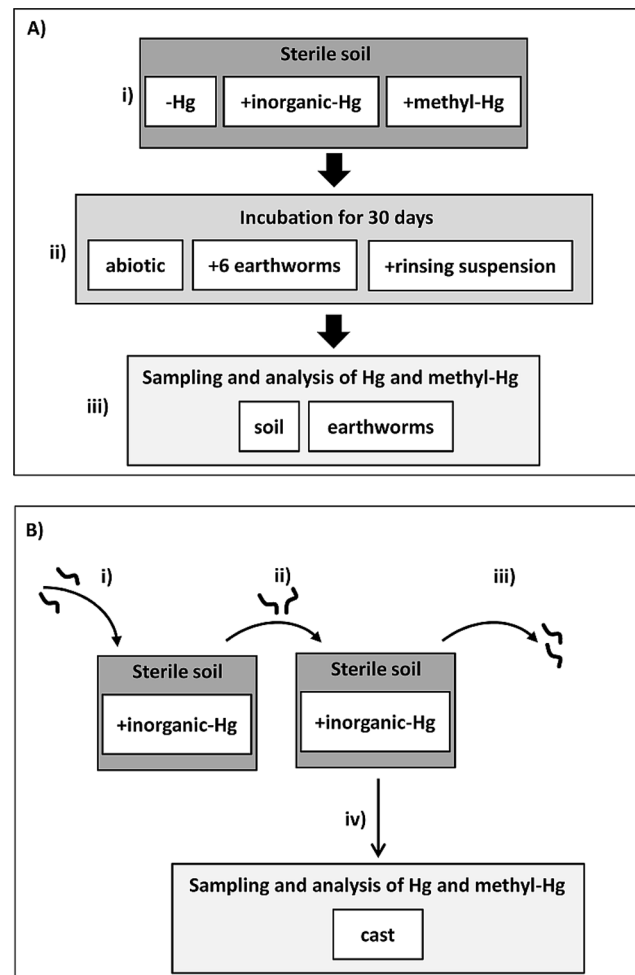 A)
Sterile soil
i) -Hg +inorganic-Hg +methyl-Hg
Incubation for 30 days
ii) abiotic +6 earthworms +rinsing suspension
Sampling and analysis of Hg and methyl-Hg
iii) soil earthworms
B)
i) ii) iii)
Sterile soil Sterile soil
+inorganic-Hg +inorganic-Hg
iv)
Sampling and analysis of Hg and methyl-Hg
cast